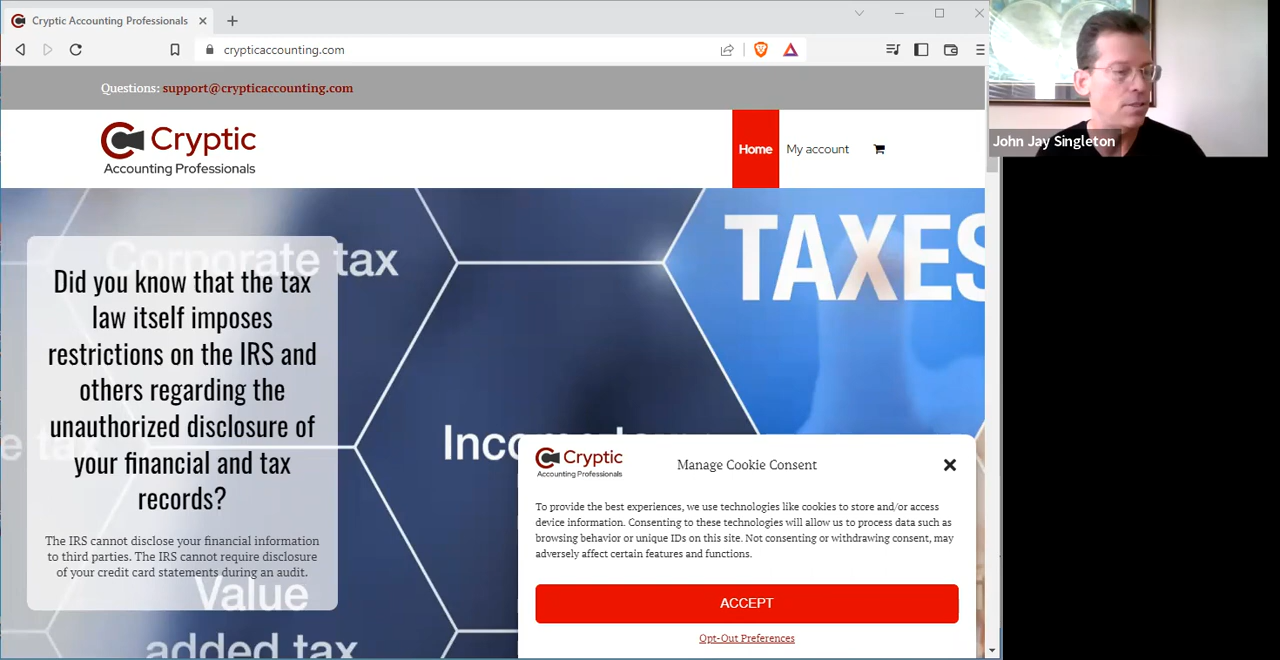 Cryptic Accounting Professionals
crypticaccounting.com
Questions: support@crypticaccounting.com
Cryptic
Accounting Professionals
Home
My account
John Jay Singleton
Corporate tax
TAXES
Did you know that the tax
law itself imposes
restrictions on the IRS and
others regarding the
unauthorized disclosure of
your financial and tax
records?
The IRS cannot disclose your financial information
to third parties. The IRS cannot require disclosure
of your credit card statements during an audit.
e tax
Value
added tax
Cryptic
Accounting Professionals
Manage Cookie Consent
To provide the best experiences, we use technologies like cookies to store and/or access
device information. Consenting to these technologies will allow us to process data such as
browsing behavior or unique IDs on this site. Not consenting or withdrawing consent, may
adversely affect certain features and functions.
ACCEPT
Opt-Out Preferences